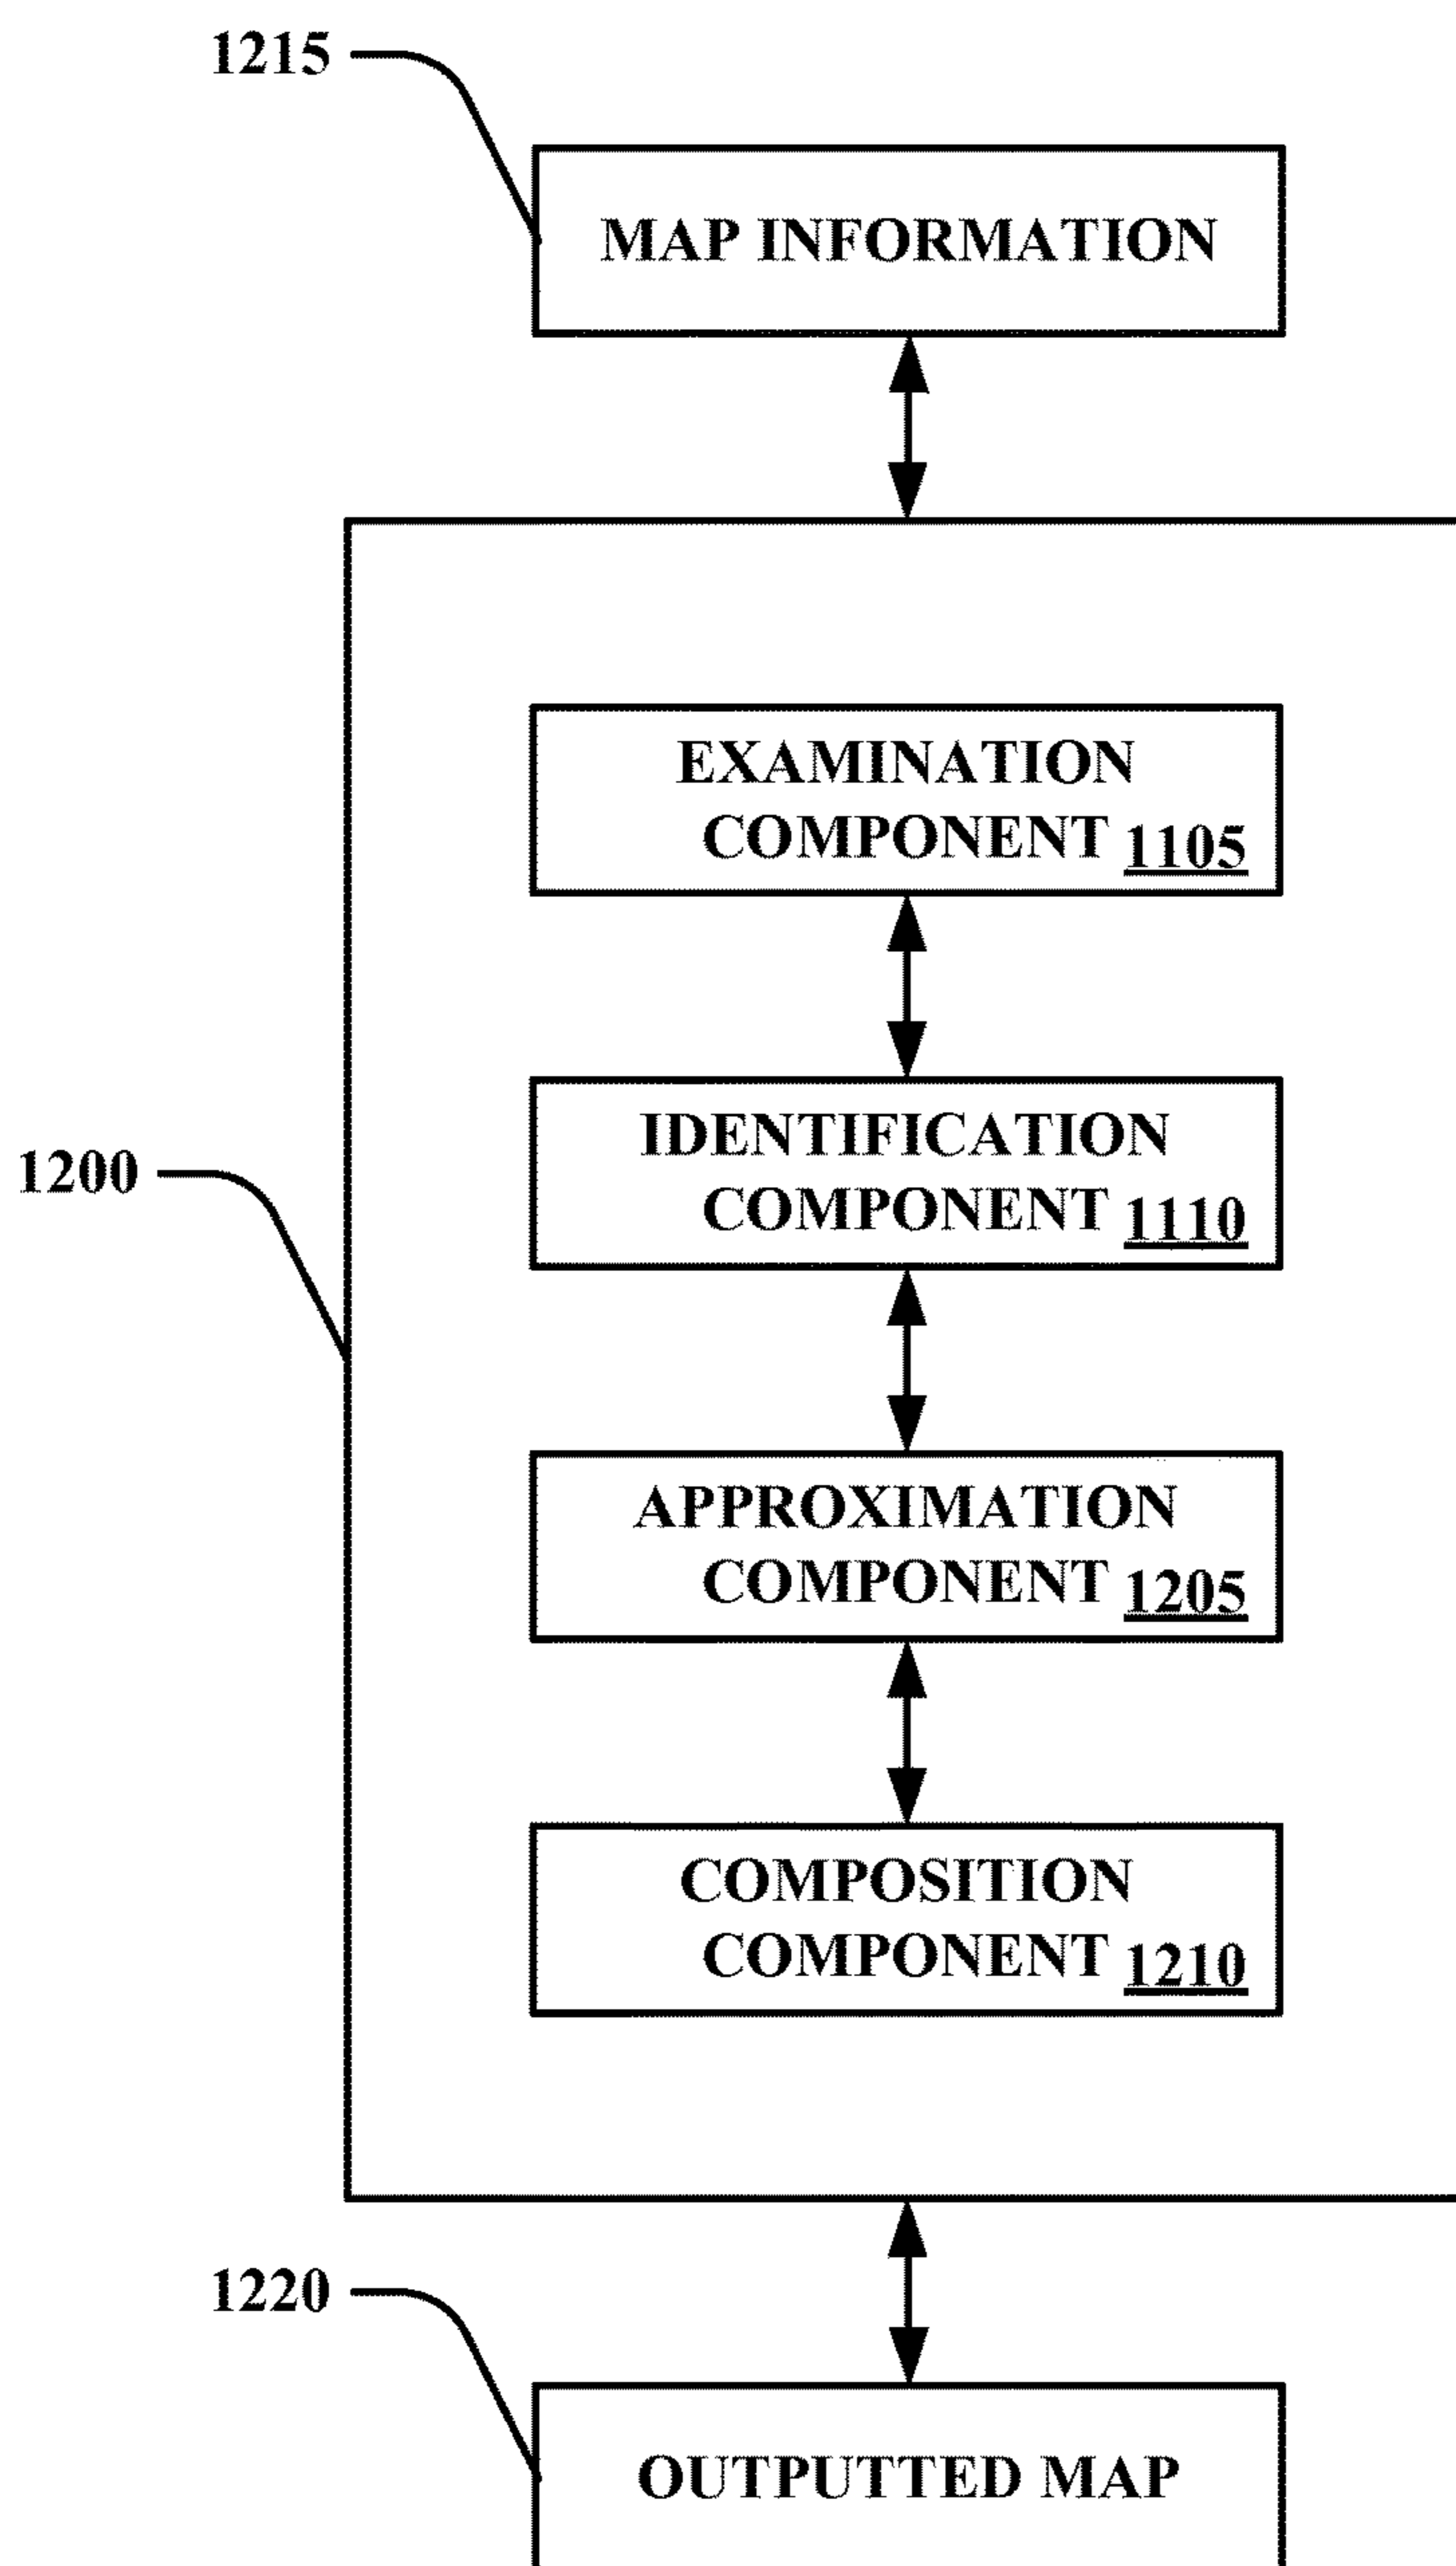 1215
MAP INFORMATION
EXAMINATION
COMPONENT 1105
1200
IDENTIFICATION
COMPONENT 1110
APPROXIMATION
COMPONENT 1205
COMPOSITION
COMPONENT 1210
1220
OUTPUTTED MAP